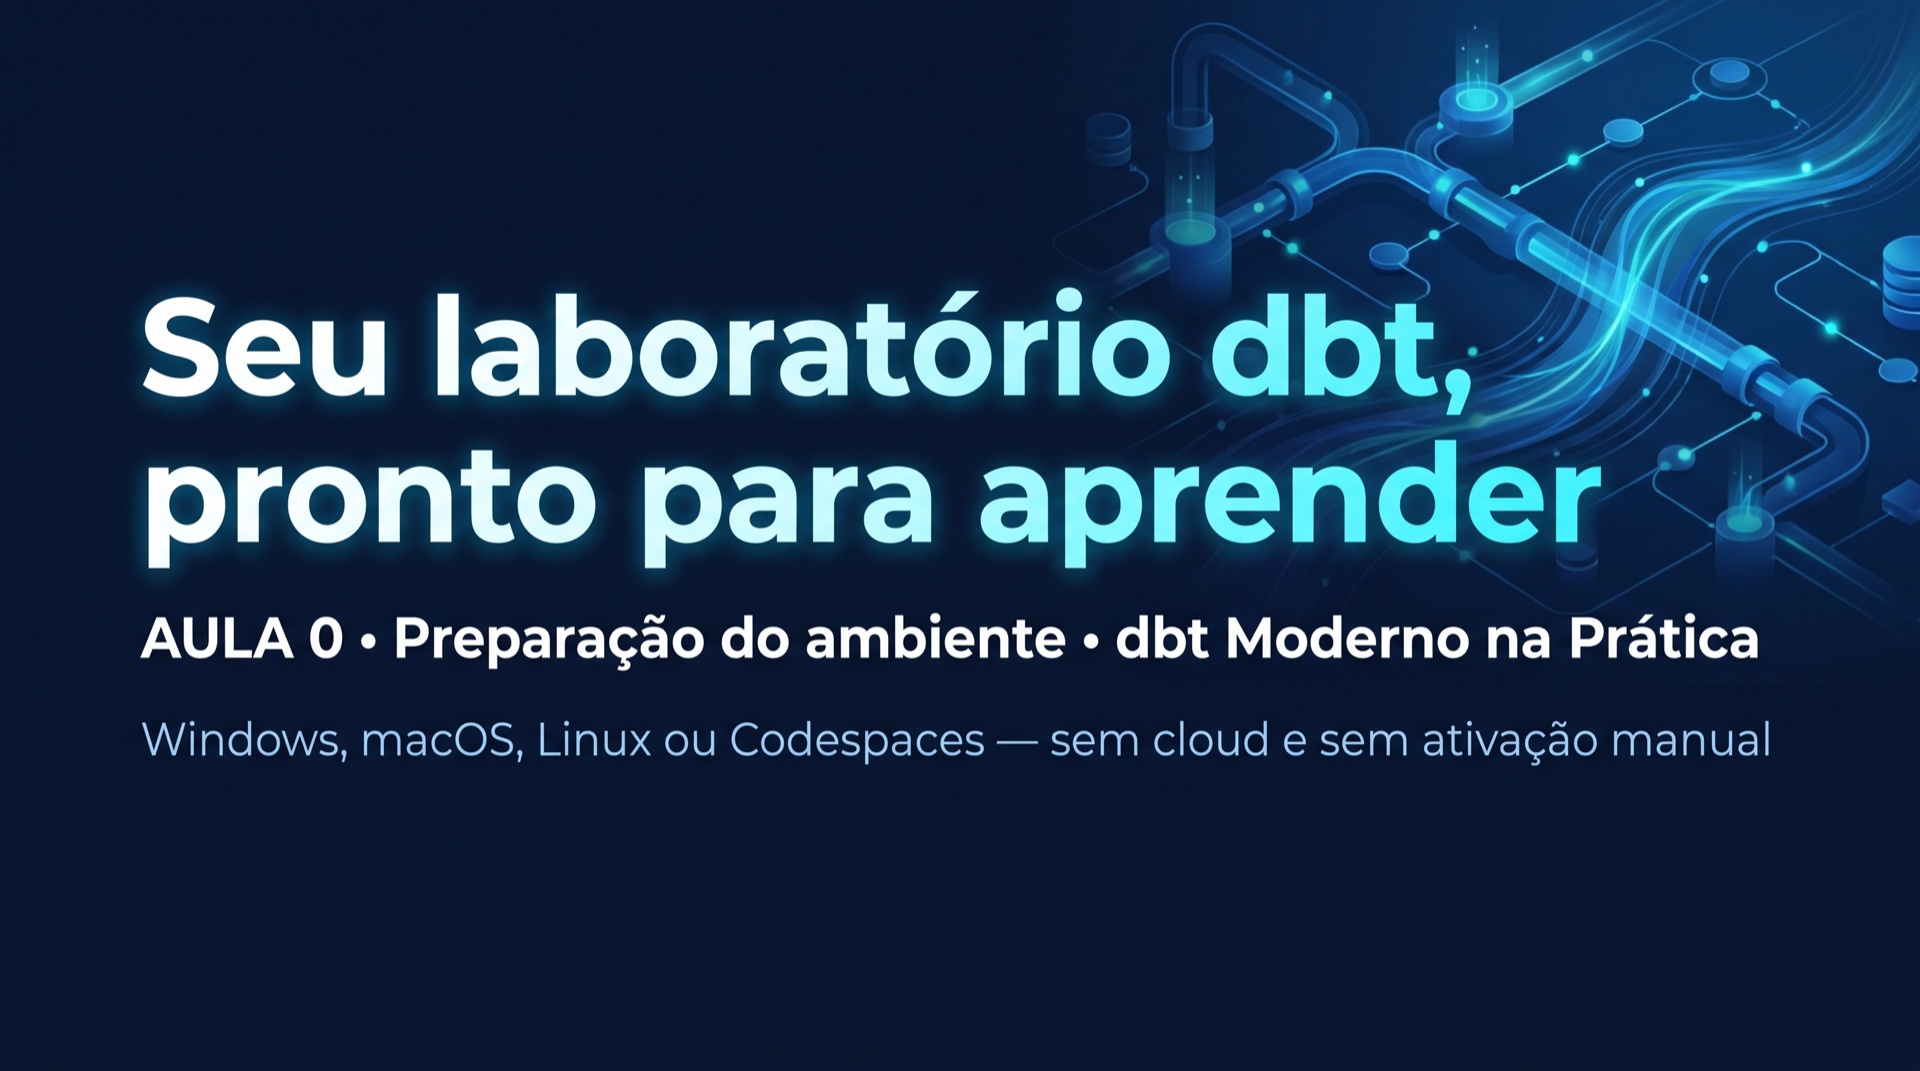 Seu laboratório dbt,
pronto para aprender
AULA 0 • Preparação do ambiente • dbt Moderno na Prática
Windows, macOS, Linux ou Codespaces — sem cloud e sem ativação manual